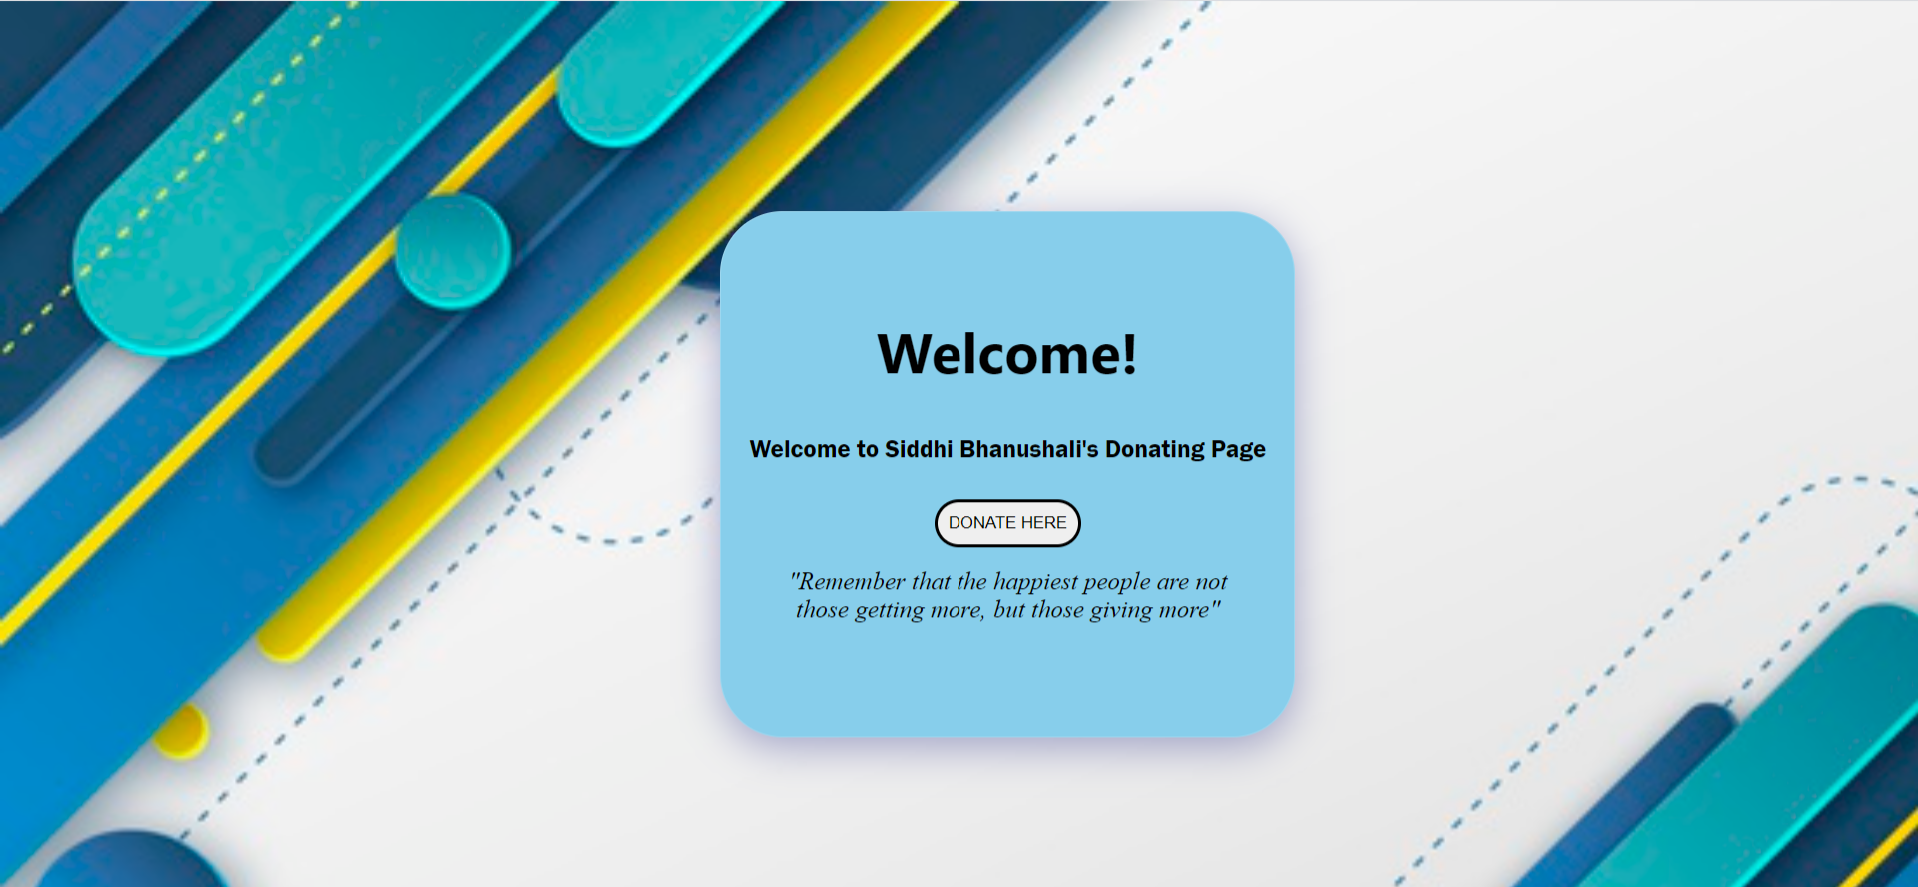 Welcome!
Welcome to Siddhi Bhanushali's Donating Page
DONATE HERE
"Remember that the happiest people are not
those getting more, but those giving more"